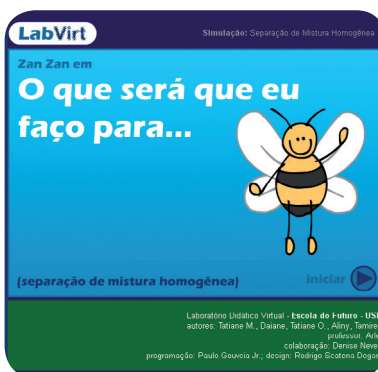 LabVirt
Simulação: Separação de Mistura Homogênea
Zan Zan em
O que será que eu
faço para...
(separação de mistura homogênea)
iniciar
Laboratório Didático Virtual - Escola do Futuro - USP
autores: Tatiane M., Daiane, Tatiane O., Aliny, Tamires
professor:
colaboração: Denise Neves
programação: Paulo Gouveia Jr.; design: Rodrigo Scatena